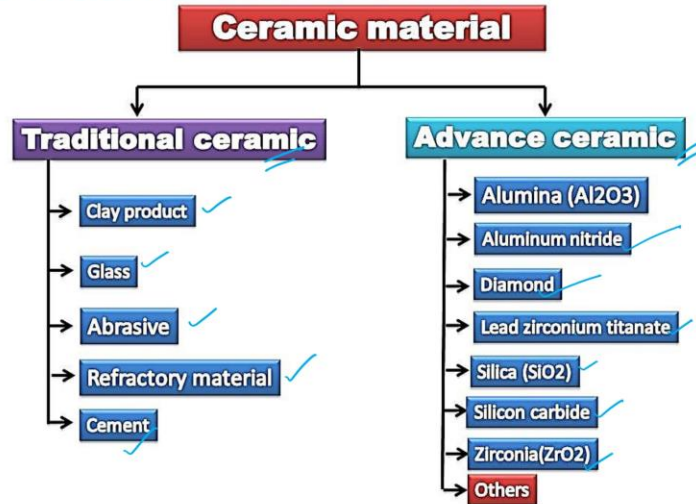 Ceramic material
Traditional ceramic
Clay product
Glass
Abrasive
Refractory material
Cement
Advance ceramic
Alumina (Al2O3)
Aluminum nitride
Diamond
Lead zirconium titanate
Silica (SiO2)
Silicon carbide
Zirconia(ZrO2)
Others